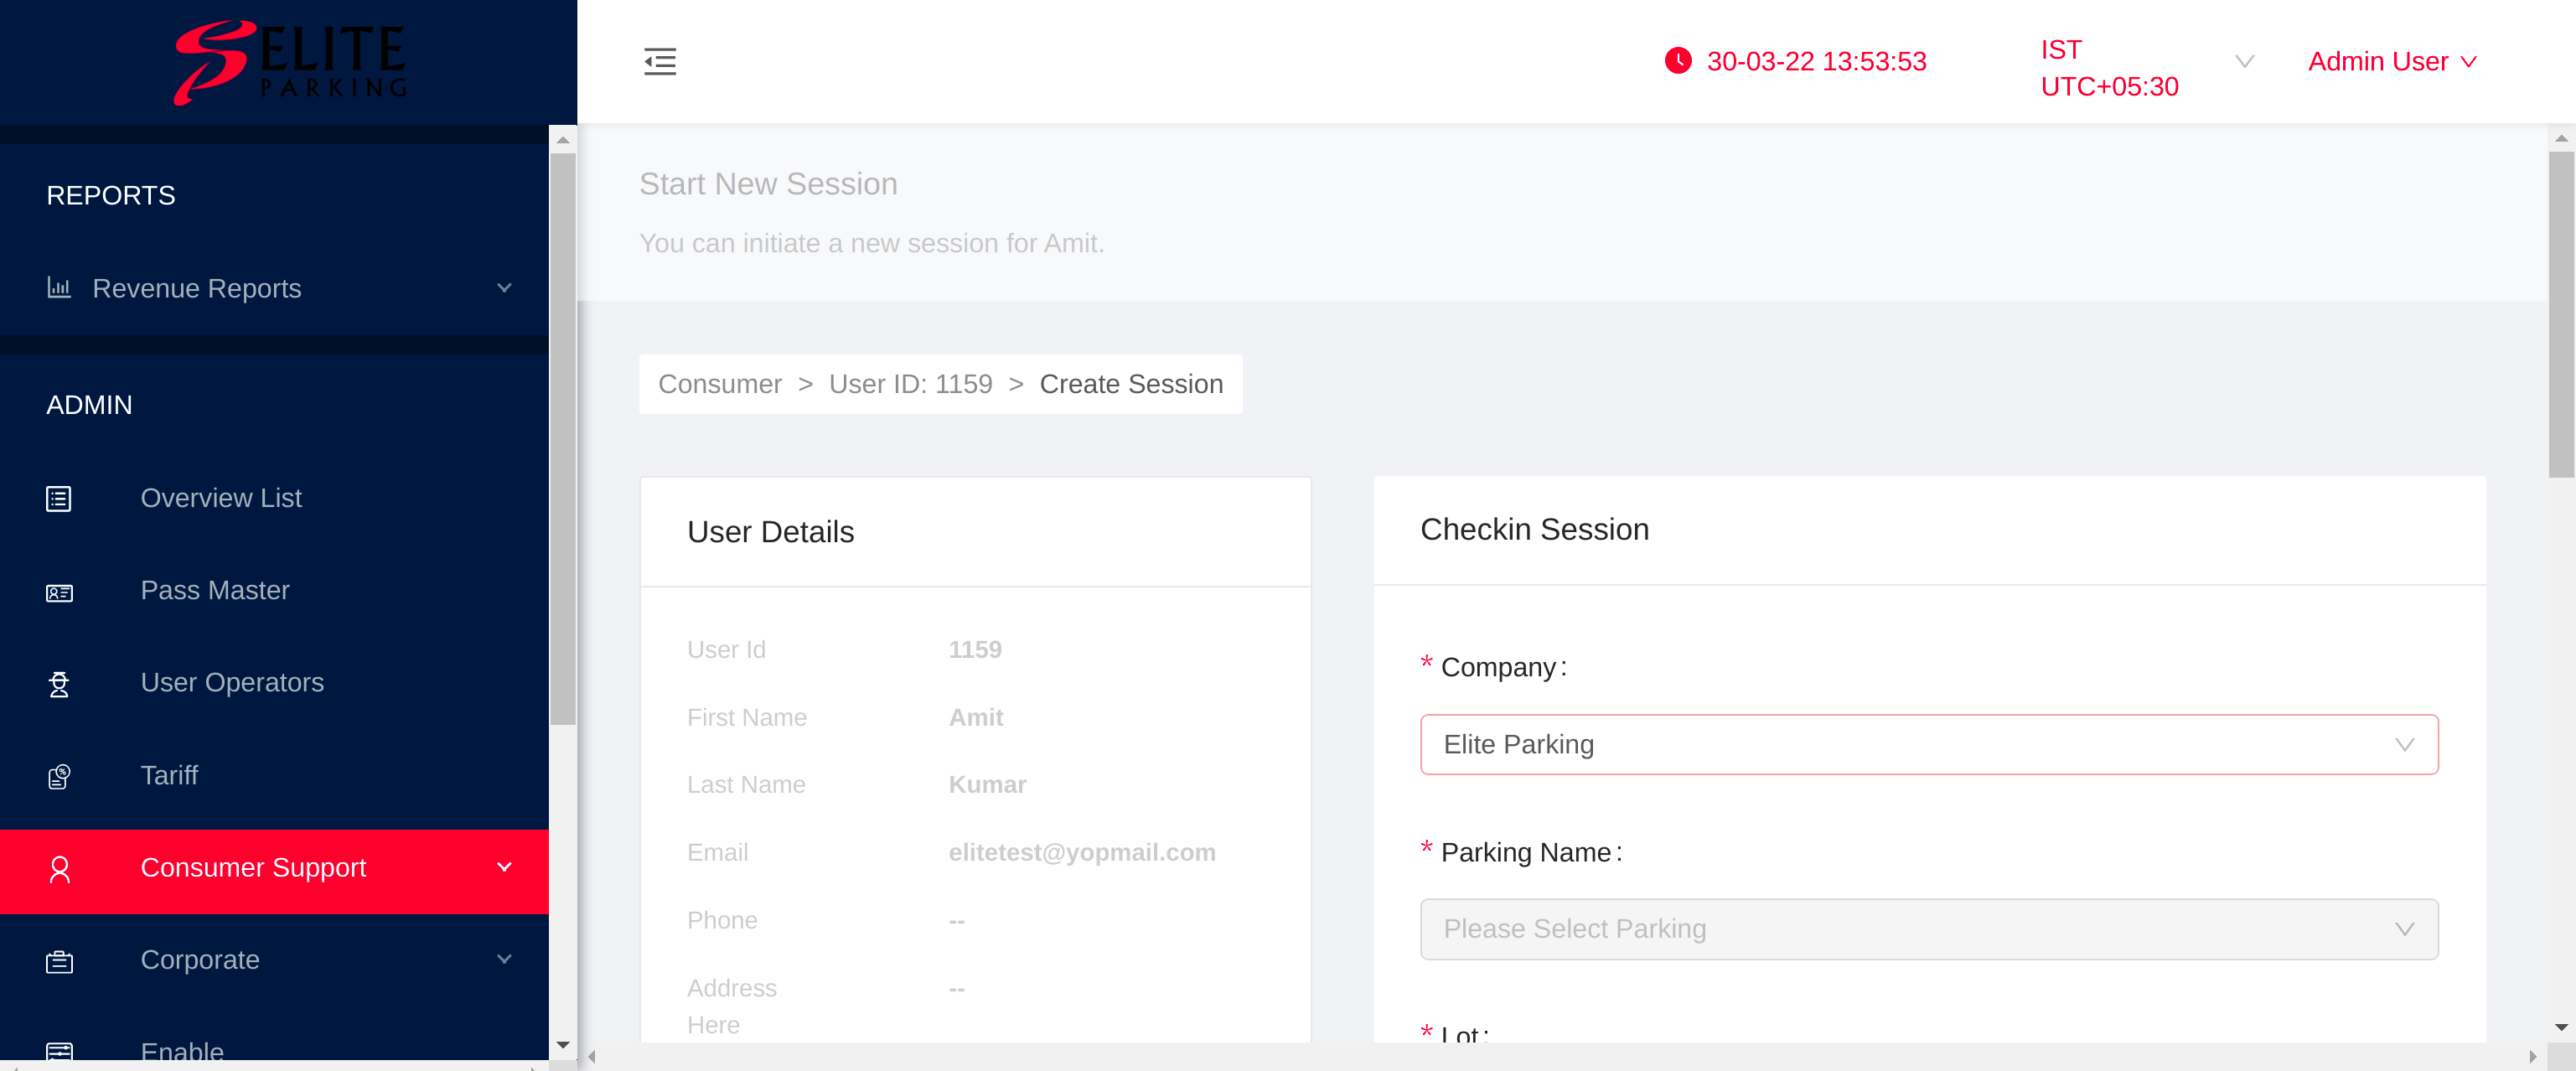 ELITE
PARKING
30-03-22 13:53:53
IST
UTC+05:30
Admin User
REPORTS
Revenue Reports
ADMIN
Overview List
Pass Master
User Operators
Tariff
Consumer Support
Corporate
Enable
Start New Session
You can initiate a new session for Amit.
Consumer > User ID: 1159 > Create Session
User Details
User Id 1159
First Name Amit
Last Name Kumar
Email elitetest@yopmail.com
Phone --
Address --
Here
Checkin Session
* Company:
Elite Parking
* Parking Name:
Please Select Parking
* Lot: